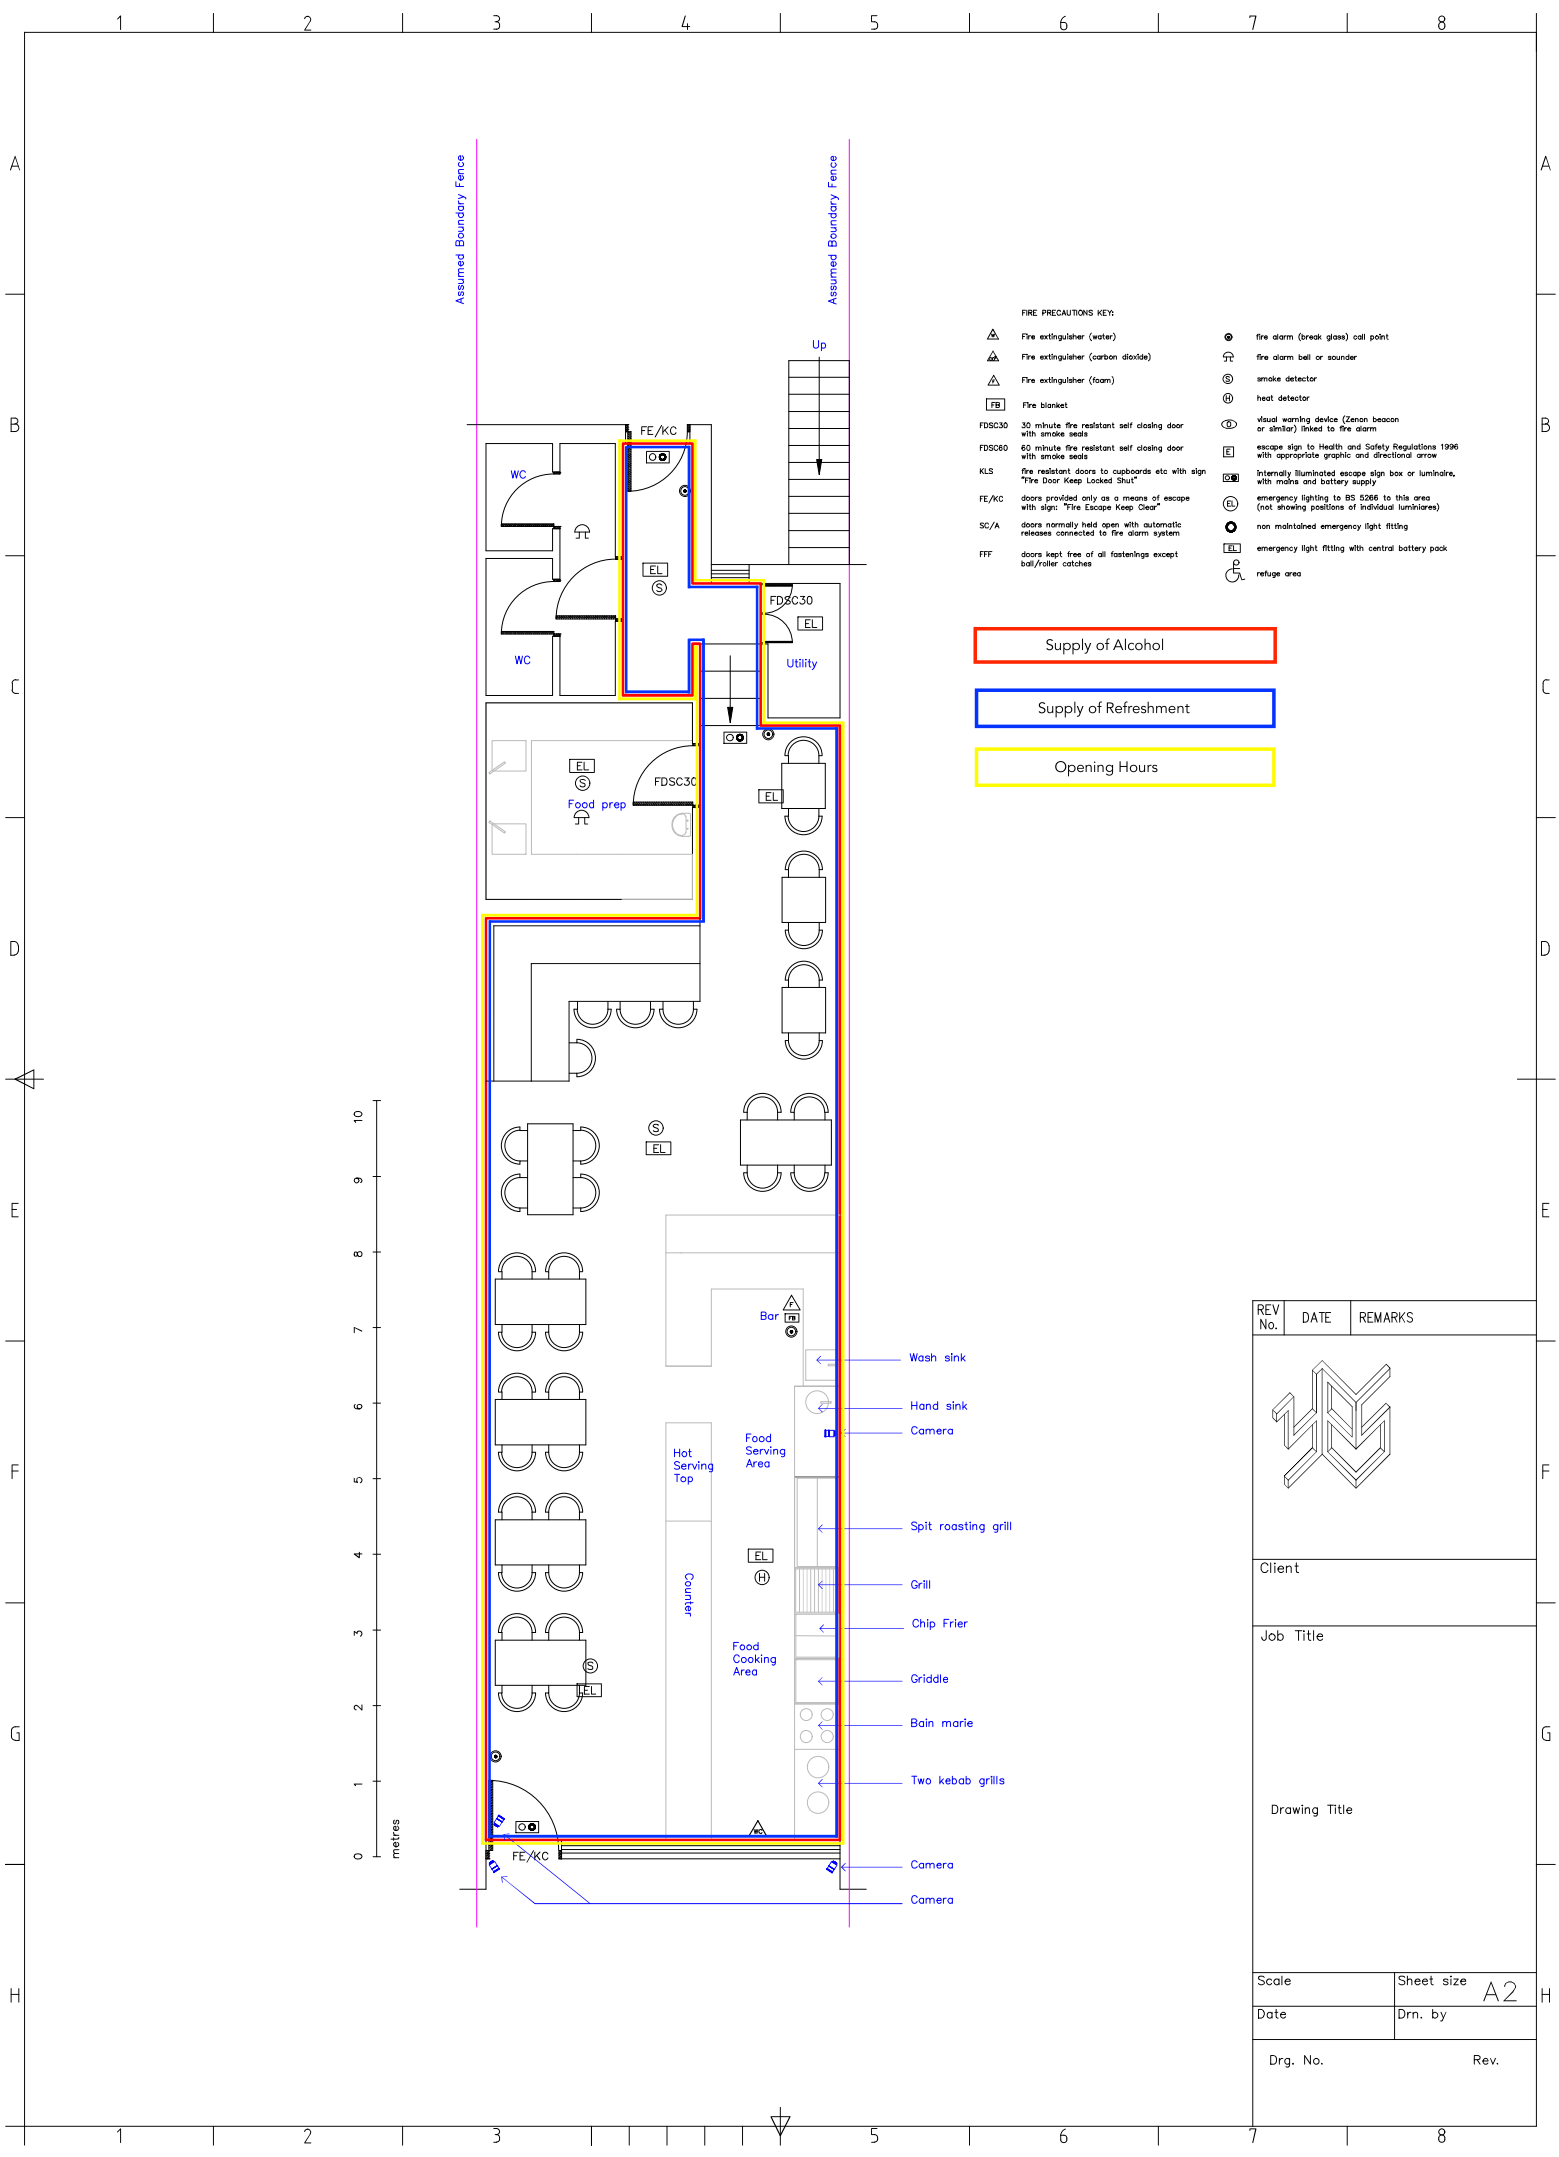 1 2 3 4 5 6 7 8
A A
Assumed Boundary Fence
Assumed Boundary Fence
B B
Up
FE/KC
WC
EL
S
FDSC30
EL
Utility
WC
C C
EL
S
FDSC30
Food prep
EL
D D
FIRE PRECAUTIONS KEY:
Fire extinguisher (water)
Fire extinguisher (carbon dioxide)
Fire extinguisher (foam)
FB Fire blanket
FDSC30 30 minute fire resistant self closing door
with smoke seals
FDSC60 60 minute fire resistant self closing door
with smoke seals
KLS fire resistant doors to cupboards etc with sign
"Fire Door Keep Locked Shut"
FE/KC doors provided only as a means of escape
with sign: "Fire Escape Keep Clear"
SC/A doors normally held open with automatic
releases connected to fire alarm system
FFF doors kept free of all fastenings except
ball/roller catches
fire alarm (break glass) call point
fire alarm bell or sounder
S smoke detector
H heat detector
visual warning device (Zenon beacon
or similar) linked to fire alarm
E escape sign to Health and Safety Regulations 1996
with appropriate graphic and directional arrow
internally illuminated escape sign box or luminaire,
with mains and battery supply
EL emergency lighting to BS 5266 to this area
(not showing positions of individual luminiares)
non maintained emergency light fitting
EL emergency light fitting with central battery pack
refuge area
Supply of Alcohol
Supply of Refreshment
Opening Hours
10
9
8
7
6
5
4
3
2
1
0
metres
S
EL
E E
Bar
F
FB
Wash sink
Hand sink
Camera
Food
Serving
Area
Hot
Serving
Top
F F
Spit roasting grill
EL
H
Counter
Grill
Chip Frier
Food
Cooking
Area
S
EL
Griddle
Bain marie
G G
Two kebab grills
WC
FE/KC
Camera
Camera
REV
No.
DATE
REMARKS
Client
Job Title
Drawing Title
Scale
Sheet size A2
Date
Drn. by
Drg. No.
Rev.
H H
1 2 3 5 6 7 8